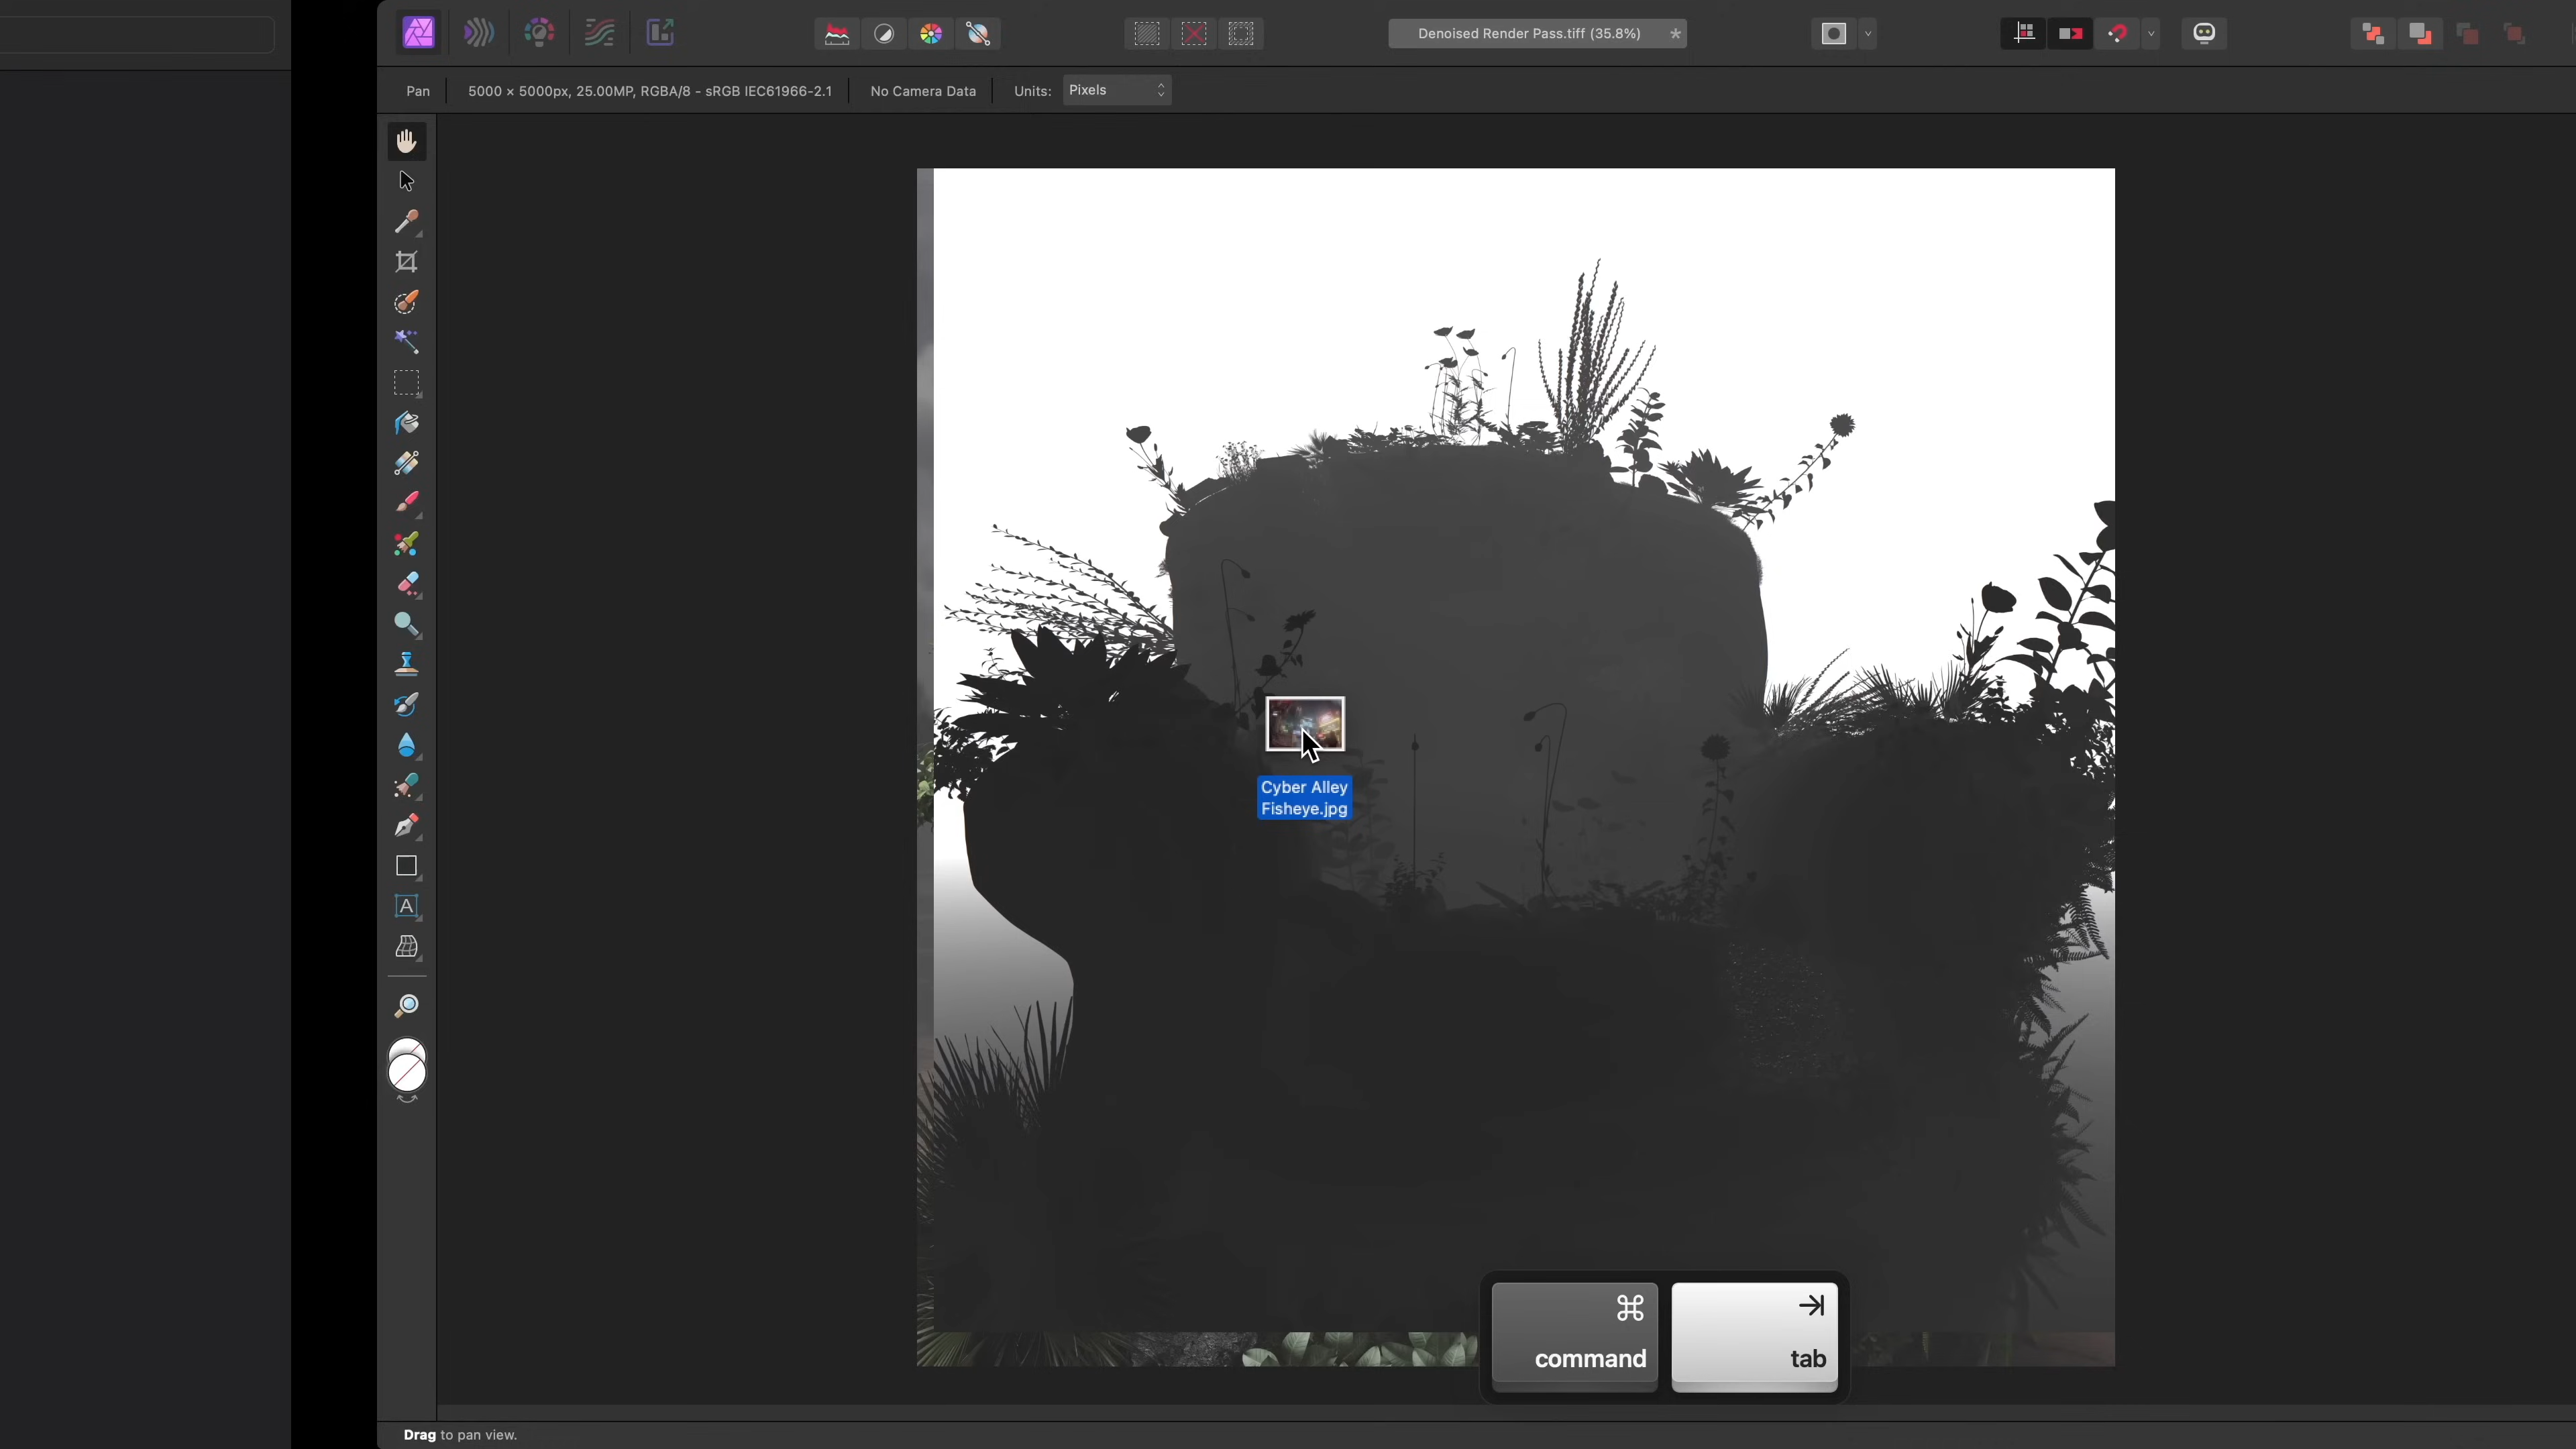 Denoised Render Pass.tiff (35.8%)
Pan
5000 × 5000px, 25.00MP, RGBA/8 - sRGB IEC61966-2.1
No Camera Data
Units:
Pixels
Cyber Alley
Fisheye.jpg
command
tab
Drag to pan view.